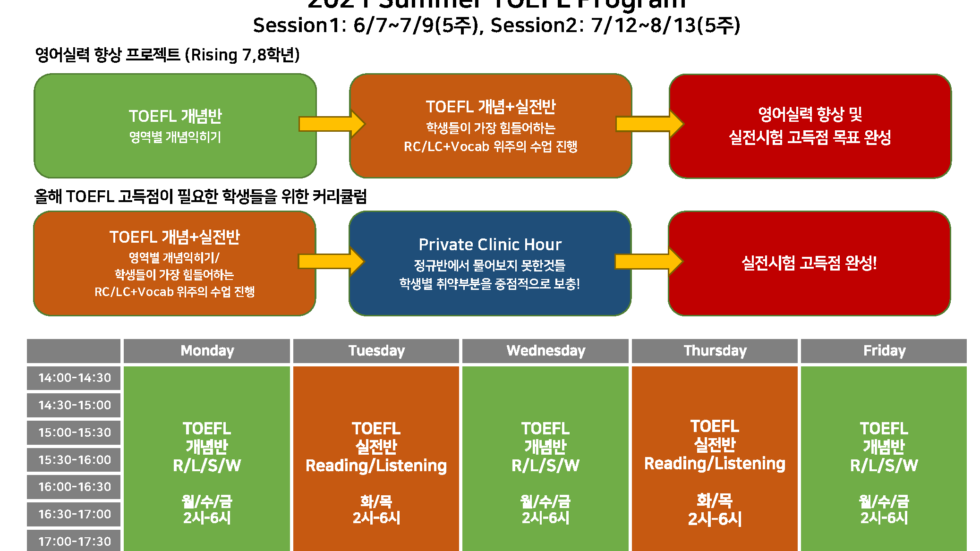 2021 Summer TOEFL Program
Session1: 6/7~7/9(5주), Session2: 7/12~8/13(5주)
영어실력 향상 프로젝트 (Rising 7,8학년)
TOEFL 개념반
영역별 개념익히기
TOEFL 개념+실전반
학생들이 가장 힘들어하는
RC/LC+Vocab 위주의 수업 진행
영어실력 향상 및
실전시험 고득점 목표 완성
올해 TOEFL 고득점이 필요한 학생들을 위한 커리큘럼
TOEFL 개념+실전반
영역별 개념익히기/
학생들이 가장 힘들어하는
RC/LC+Vocab 위주의 수업 진행
Private Clinic Hour
정규반에서 물어보지 못한것들
학생별 취약부분을 중점적으로 보충!
실전시험 고득점 완성!
Monday Tuesday Wednesday Thursday Friday
14:00-14:30
14:30-15:00
15:00-15:30
15:30-16:00
16:00-16:30
16:30-17:00
17:00-17:30
TOEFL
개념반
R/L/S/W
월/수/금
2시-6시
TOEFL
실전반
Reading/Listening
화/목
2시-6시
TOEFL
개념반
R/L/S/W
월/수/금
2시-6시
TOEFL
실전반
Reading/Listening
화/목
2시-6시
TOEFL
개념반
R/L/S/W
월/수/금
2시-6시